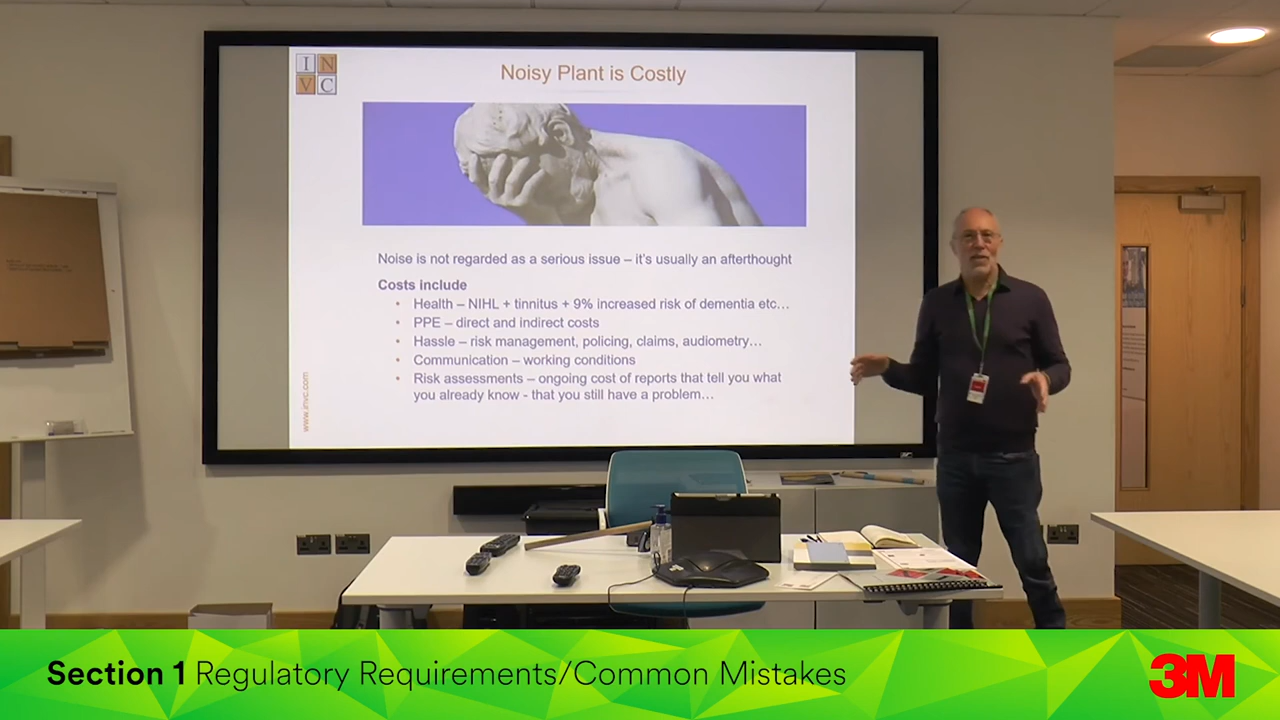 I N
V C
Noisy Plant is Costly
Noise is not regarded as a serious issue – it's usually an afterthought
Costs include
• Health – NIHL + tinnitus + 9% increased risk of dementia etc…
• PPE – direct and indirect costs
• Hassle – risk management, policing, claims, audiometry…
• Communication – working conditions
• Risk assessments – ongoing cost of reports that tell you what
you already know - that you still have a problem…
www.invc.com
Section 1 Regulatory Requirements/Common Mistakes
3M